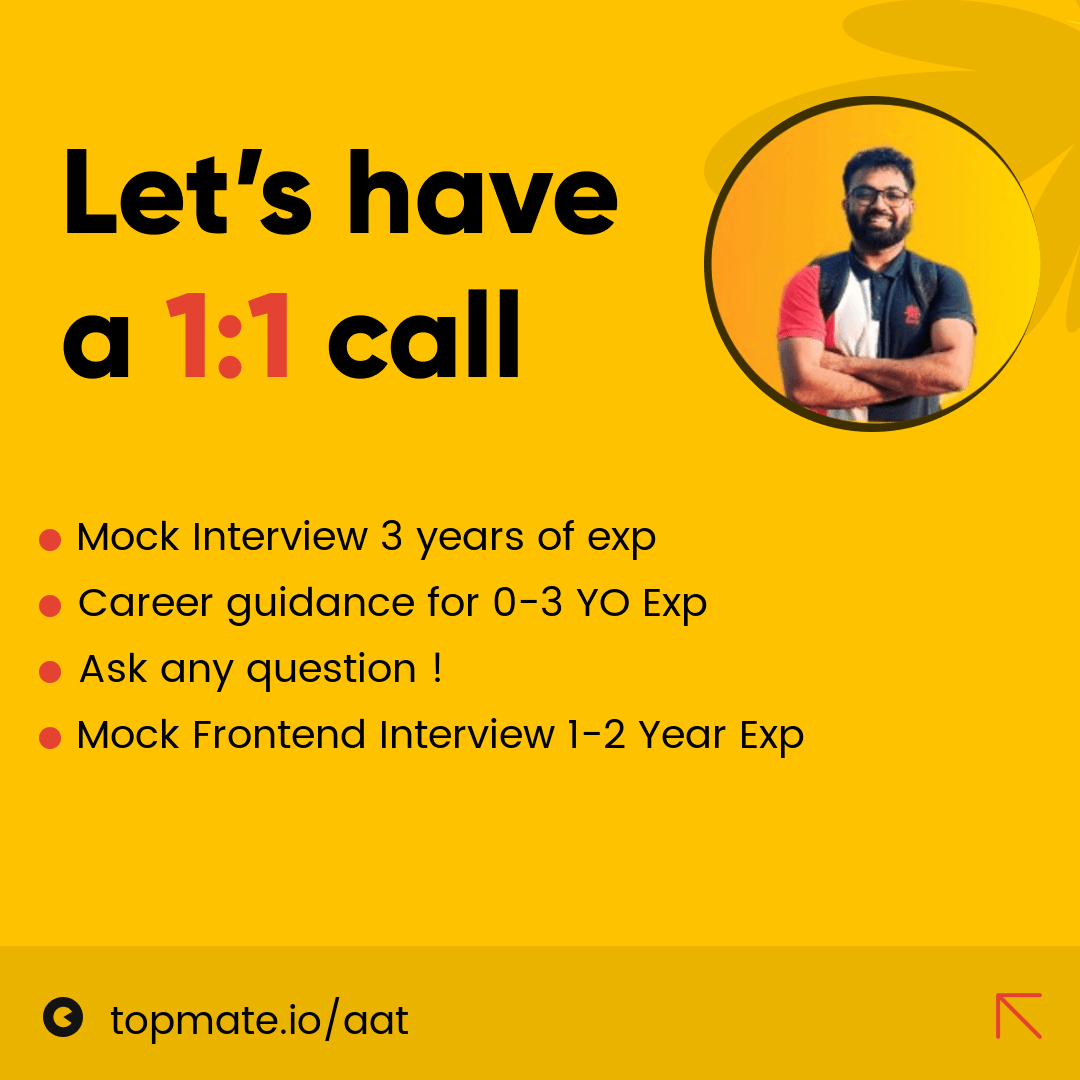 Let’s have
a 1:1 call
Mock Interview 3 years of exp
Career guidance for 0-3 YO Exp
Ask any question !
Mock Frontend Interview 1-2 Year Exp
topmate.io/aat